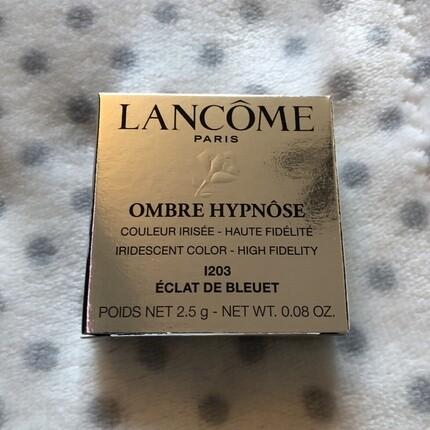 LANCÔME
PARIS
OMBRE HYPNÔSE
COULEUR IRISÉE - HAUTE FIDÉLITÉ
IRIDESCENT COLOR - HIGH FIDELITY
I203
ÉCLAT DE BLEUET
POIDS NET 2.5 g - NET WT. 0.08 OZ.